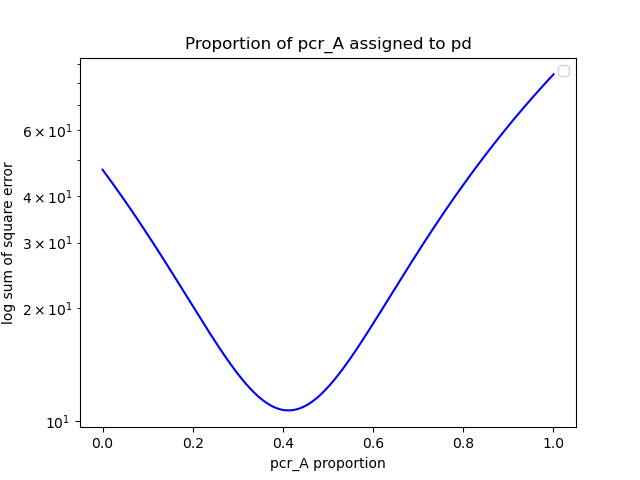 Proportion of pcr_A assigned to pd
log sum of square error
6 × 10¹
4 × 10¹
3 × 10¹
2 × 10¹
10¹
0.0 0.2 0.4 0.6 0.8 1.0
pcr_A proportion